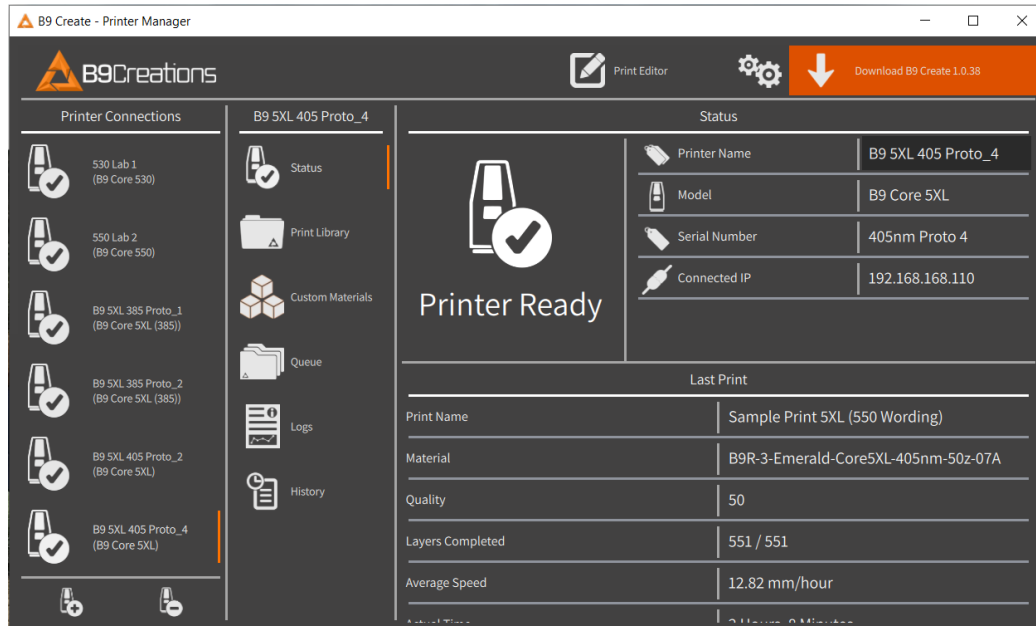 B9 Create - Printer Manager
B9Creations
Print Editor
Download B9 Create 1.0.38
Printer Connections
530 Lab 1
(B9 Core 530)
550 Lab 2
(B9 Core 550)
B9 5XL 385 Proto_1
(B9 Core 5XL (385))
B9 5XL 385 Proto_2
(B9 Core 5XL (385))
B9 5XL 405 Proto_2
(B9 Core 5XL)
B9 5XL 405 Proto_4
(B9 Core 5XL)
B9 5XL 405 Proto_4
Status
Print Library
Custom Materials
Queue
Logs
History
Status
Printer Ready
Printer Name B9 5XL 405 Proto_4
Model B9 Core 5XL
Serial Number 405nm Proto 4
Connected IP 192.168.168.110
Last Print
Print Name Sample Print 5XL (550 Wording)
Material B9R-3-Emerald-Core5XL-405nm-50z-07A
Quality 50
Layers Completed 551 / 551
Average Speed 12.82 mm/hour
Actual Time 2 Hours, 8 Minutes